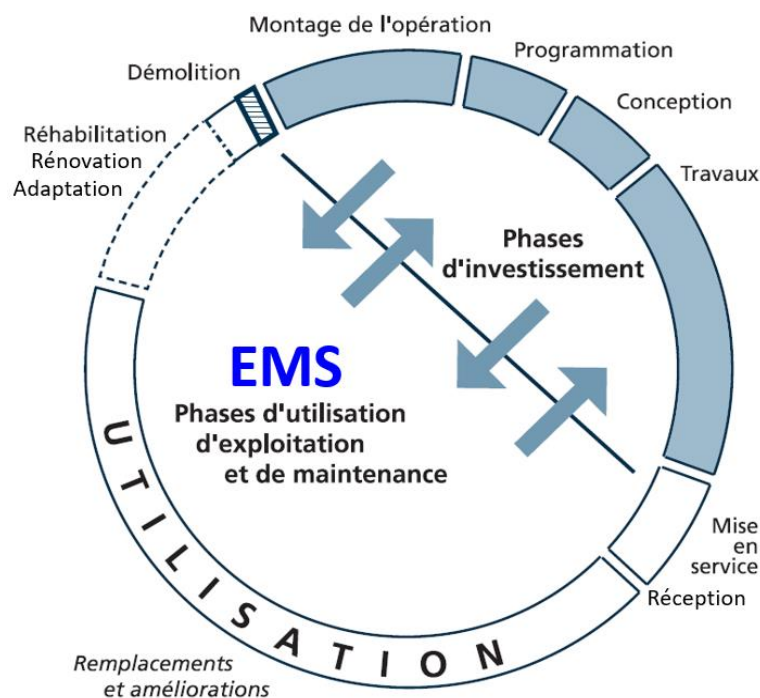 Montage de l'opération
Programmation
Conception
Travaux
Démolition
Réhabilitation
Rénovation
Adaptation
Phases
d'investissement
EMS
Phases d'utilisation
d'exploitation
et de maintenance
Mise
en
service
Réception
UTILISATION
Remplacements
et améliorations